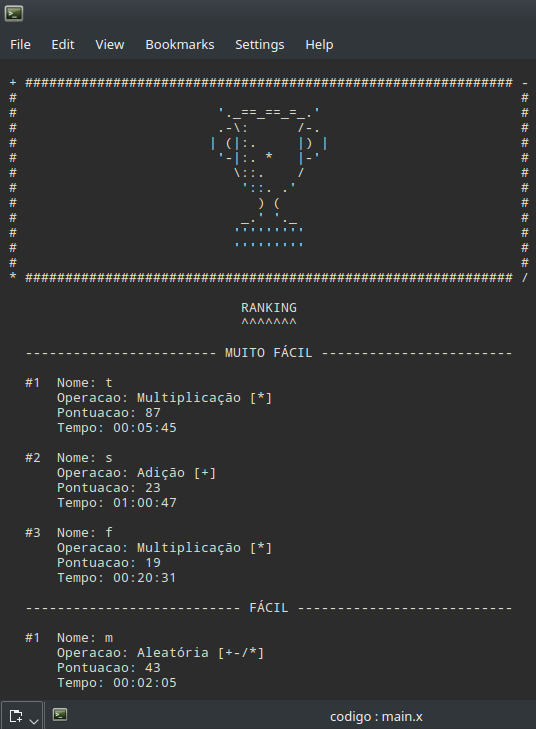 File Edit View Bookmarks Settings Help
+ ############################################################# -
#                                                               #
#                         '._==_==_=_.'                         #
#                         .-\:      /-.                         #
#                        | (|:.     |) |                        #
#                         '-|:. *   |-'                         #
#                           \::.    /                           #
#                            '::. .'                            #
#                              ) (                              #
#                            _.' '._                            #
#                           '''''''''                           #
#                           '''''''''                           #
#                                                               #
* ############################################################# /
RANKING
^^^^^^^
------------------------ MUITO FÁCIL ------------------------
#1  Nome: t
Operacao: Multiplicação [*]
Pontuacao: 87
Tempo: 00:05:45
#2  Nome: s
Operacao: Adição [+]
Pontuacao: 23
Tempo: 01:00:47
#3  Nome: f
Operacao: Multiplicação [*]
Pontuacao: 19
Tempo: 00:20:31
--------------------------- FÁCIL ---------------------------
#1  Nome: m
Operacao: Aleatória [+-/*]
Pontuacao: 43
Tempo: 00:02:05
codigo : main.x